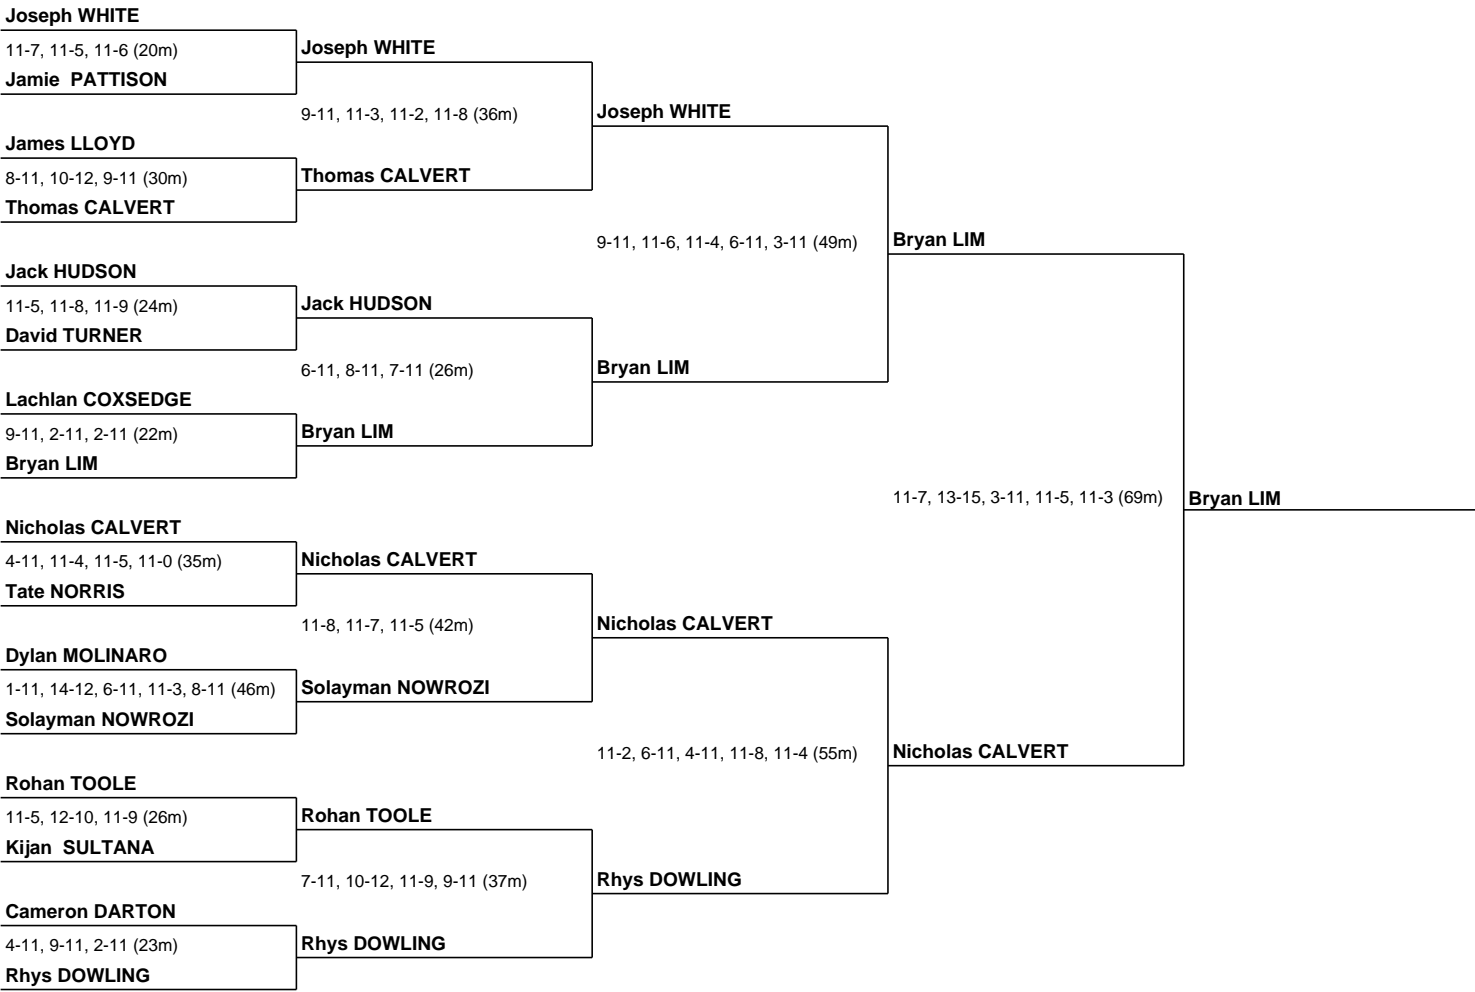 Joseph WHITE
11-7, 11-5, 11-6 (20m)
Jamie  PATTISON
James LLOYD
8-11, 10-12, 9-11 (30m)
Thomas CALVERT
Jack HUDSON
11-5, 11-8, 11-9 (24m)
David TURNER
Lachlan COXSEDGE
9-11, 2-11, 2-11 (22m)
Bryan LIM
Nicholas CALVERT
4-11, 11-4, 11-5, 11-0 (35m)
Tate NORRIS
Dylan MOLINARO
1-11, 14-12, 6-11, 11-3, 8-11 (46m)
Solayman NOWROZI
Rohan TOOLE
11-5, 12-10, 11-9 (26m)
Kijan  SULTANA
Cameron DARTON
4-11, 9-11, 2-11 (23m)
Rhys DOWLING
Joseph WHITE
9-11, 11-3, 11-2, 11-8 (36m)
Thomas CALVERT
Jack HUDSON
6-11, 8-11, 7-11 (26m)
Bryan LIM
Nicholas CALVERT
11-8, 11-7, 11-5 (42m)
Solayman NOWROZI
Rohan TOOLE
7-11, 10-12, 11-9, 9-11 (37m)
Rhys DOWLING
Joseph WHITE
9-11, 11-6, 11-4, 6-11, 3-11 (49m)
Bryan LIM
Nicholas CALVERT
11-2, 6-11, 4-11, 11-8, 11-4 (55m)
Rhys DOWLING
Bryan LIM
11-7, 13-15, 3-11, 11-5, 11-3 (69m)
Nicholas CALVERT
Bryan LIM